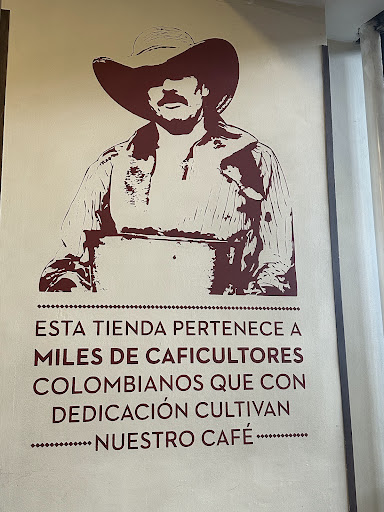 ESTA TIENDA PERTENECE A
MILES DE CAFICULTORES
COLOMBIANOS QUE CON
DEDICACIÓN CULTIVAN
NUESTRO CAFÉ